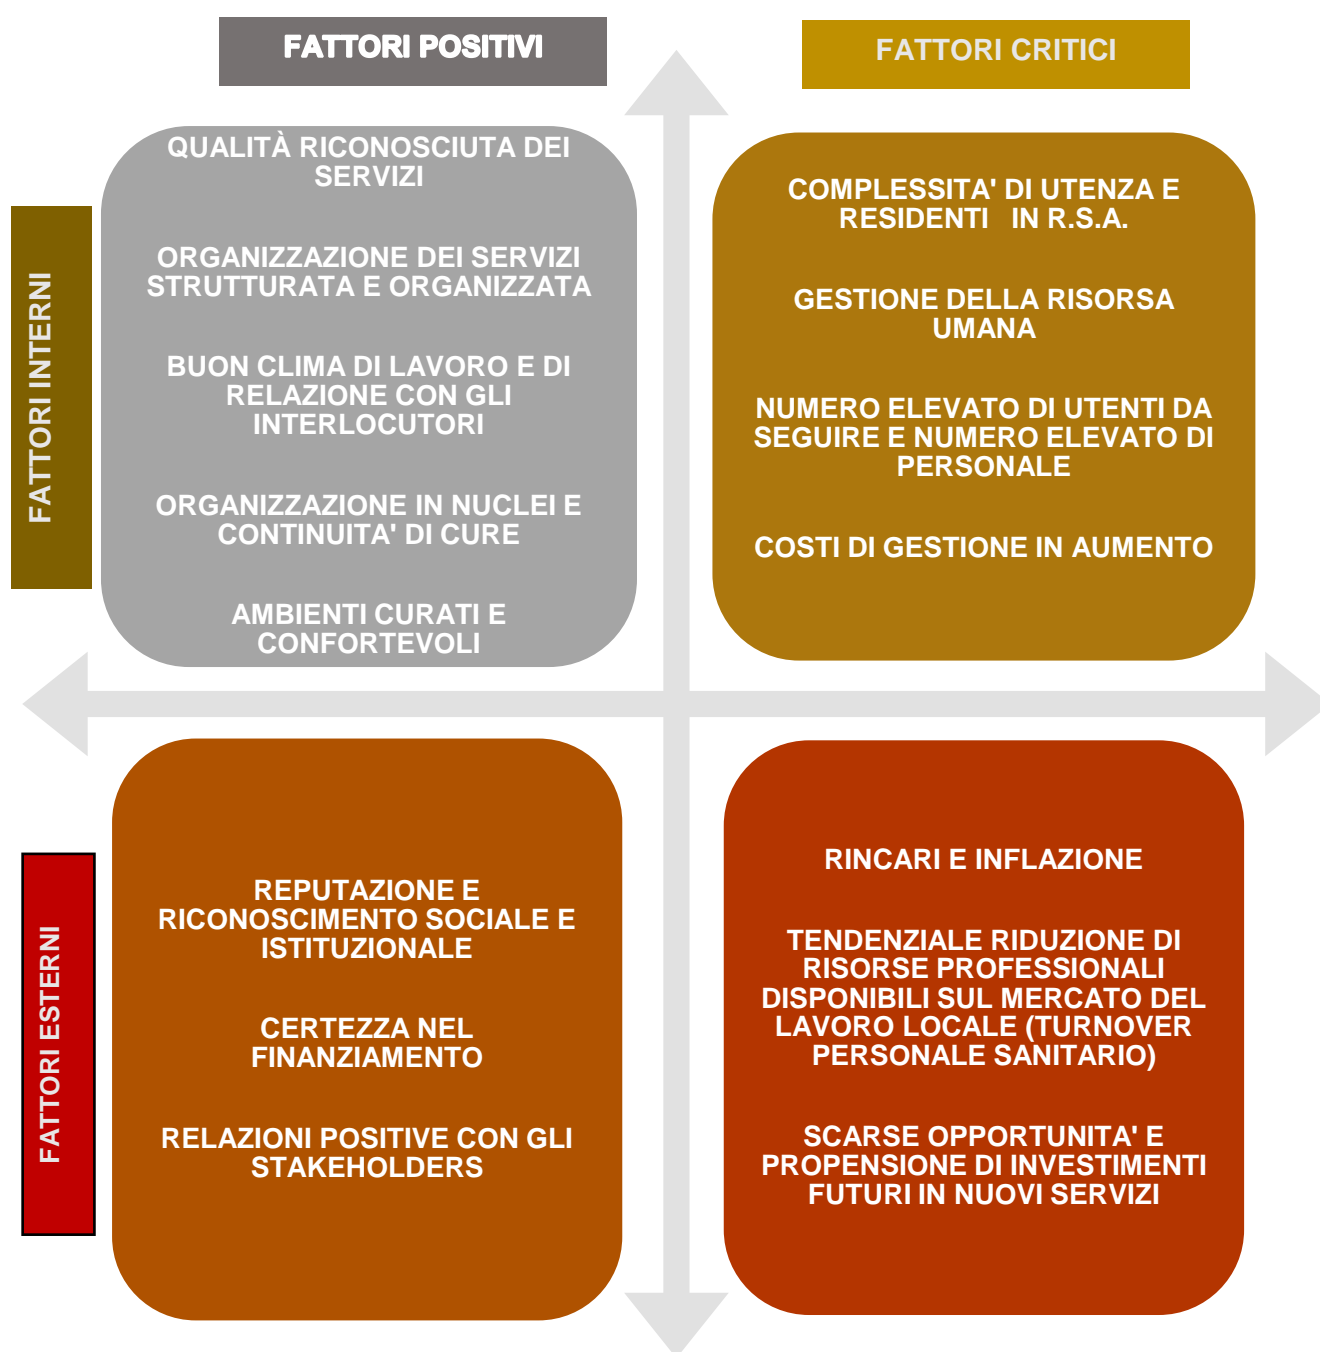 FATTORI POSITIVI
FATTORI CRITICI
FATTORI INTERNI
QUALITÀ RICONOSCIUTA DEI
SERVIZI
ORGANIZZAZIONE DEI SERVIZI
STRUTTURATA E ORGANIZZATA
BUON CLIMA DI LAVORO E DI
RELAZIONE CON GLI
INTERLOCUTORI
ORGANIZZAZIONE IN NUCLEI E
CONTINUITA' DI CURE
AMBIENTI CURATI E
CONFORTEVOLI
COMPLESSITA' DI UTENZA E
RESIDENTI IN R.S.A.
GESTIONE DELLA RISORSA
UMANA
NUMERO ELEVATO DI UTENTI DA
SEGUIRE E NUMERO ELEVATO DI
PERSONALE
COSTI DI GESTIONE IN AUMENTO
FATTORI ESTERNI
REPUTAZIONE E
RICONOSCIMENTO SOCIALE E
ISTITUZIONALE
CERTEZZA NEL
FINANZIAMENTO
RELAZIONI POSITIVE CON GLI
STAKEHOLDERS
RINCARI E INFLAZIONE
TENDENZIALE RIDUZIONE DI
RISORSE PROFESSIONALI
DISPONIBILI SUL MERCATO DEL
LAVORO LOCALE (TURNOVER
PERSONALE SANITARIO)
SCARSE OPPORTUNITA' E
PROPENSIONE DI INVESTIMENTI
FUTURI IN NUOVI SERVIZI